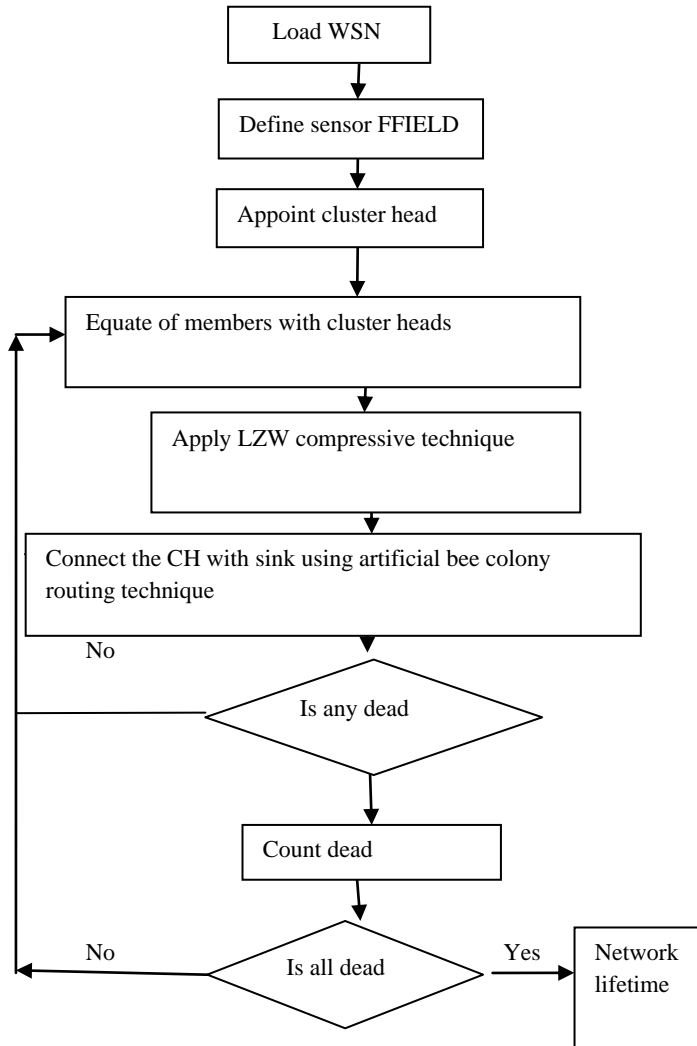 Load WSN
Define sensor FFIELD
Appoint cluster head
Equate of members with cluster heads
Apply LZW compressive technique
Connect the CH with sink using artificial bee colony
routing technique
No
Is any dead
Count dead
No
Is all dead
Yes
Network
lifetime